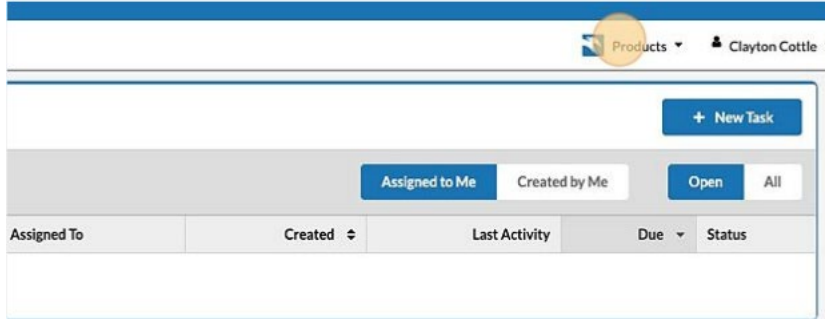 Products Clayton Cottle
+ New Task
Assigned to Me Created by Me Open All
Assigned To Created Last Activity Due Status